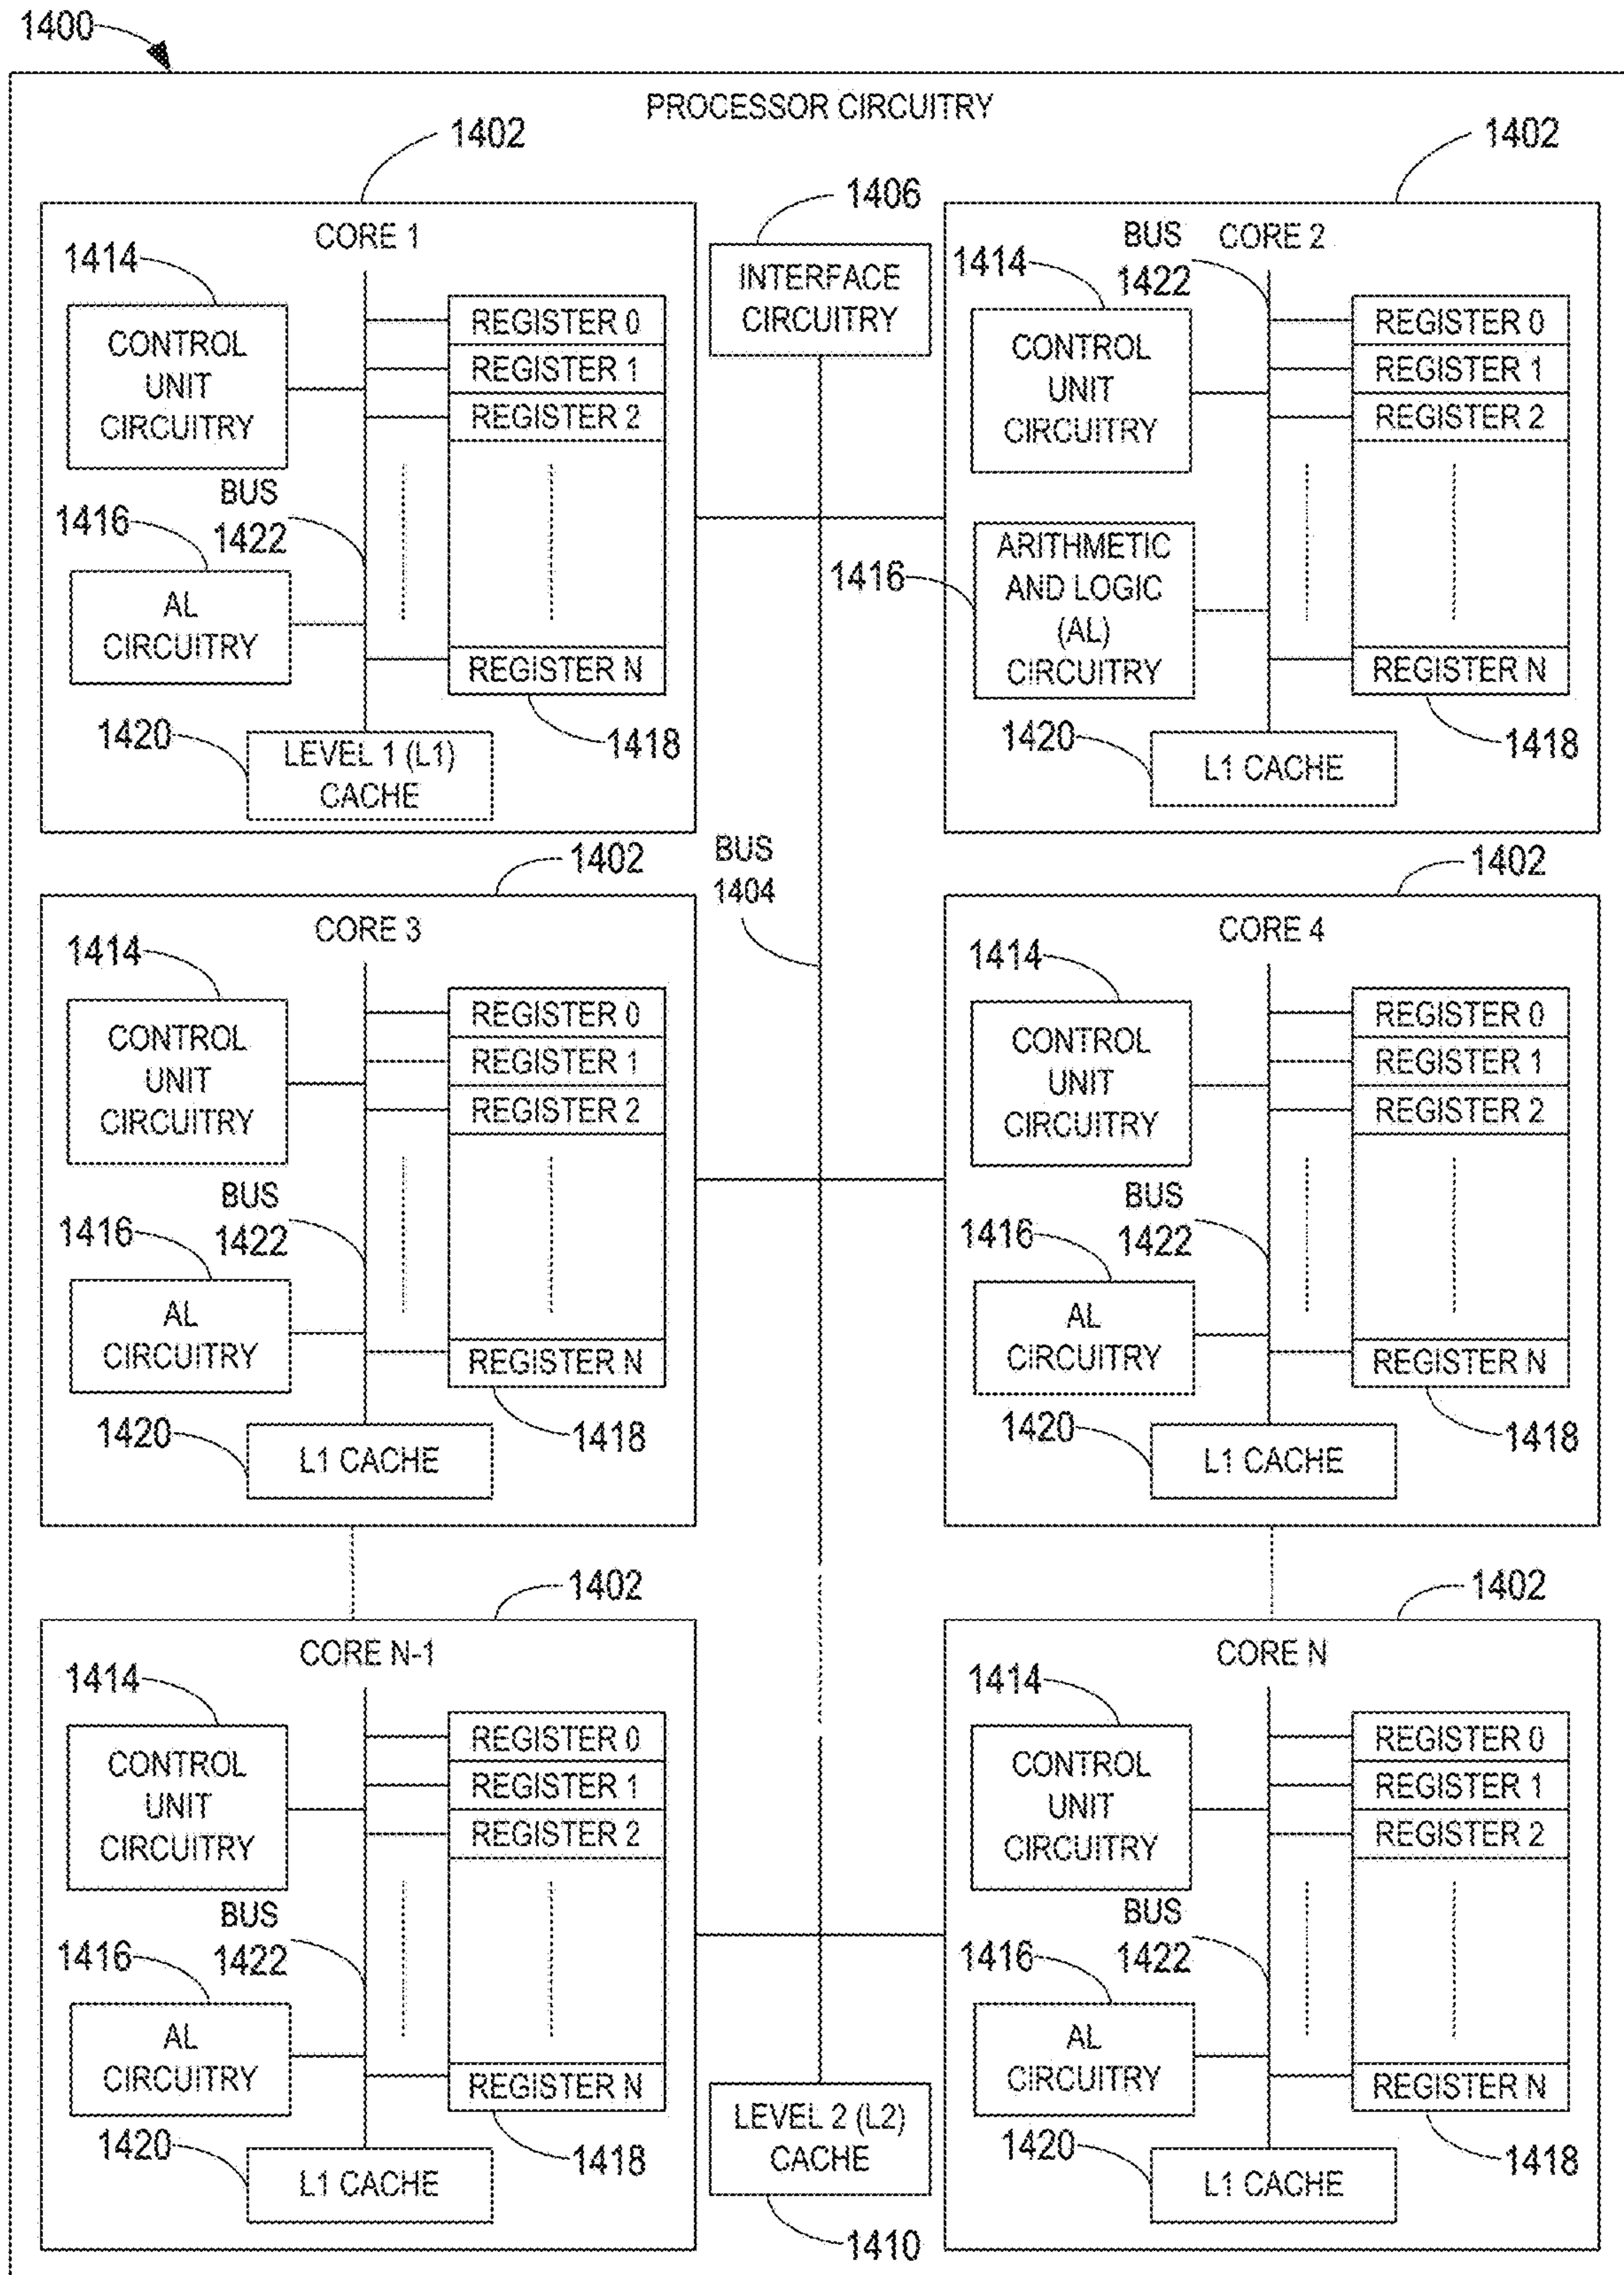 1400
PROCESSOR CIRCUITRY
1402
CORE 1
1414
CONTROL
UNIT
CIRCUITRY
REGISTER 0
REGISTER 1
REGISTER 2
BUS
1422
1416
AL
CIRCUITRY
REGISTER N
1418
1420
LEVEL 1 (L1)
CACHE
1406
INTERFACE
CIRCUITRY
1402
BUS
1422
CORE 2
1414
CONTROL
UNIT
CIRCUITRY
REGISTER 0
REGISTER 1
REGISTER 2
1416
ARITHMETIC
AND LOGIC
(AL)
CIRCUITRY
REGISTER N
1418
1420
L1 CACHE
1402
CORE 3
1414
CONTROL
UNIT
CIRCUITRY
REGISTER 0
REGISTER 1
REGISTER 2
BUS
1422
1416
AL
CIRCUITRY
REGISTER N
1418
1420
L1 CACHE
BUS
1404
1402
CORE 4
1414
CONTROL
UNIT
CIRCUITRY
REGISTER 0
REGISTER 1
REGISTER 2
BUS
1422
1416
AL
CIRCUITRY
REGISTER N
1418
1420
L1 CACHE
1402
CORE N-1
1414
CONTROL
UNIT
CIRCUITRY
REGISTER 0
REGISTER 1
REGISTER 2
BUS
1422
1416
AL
CIRCUITRY
REGISTER N
1418
1420
L1 CACHE
LEVEL 2 (L2)
CACHE
1410
1402
CORE N
1414
CONTROL
UNIT
CIRCUITRY
REGISTER 0
REGISTER 1
REGISTER 2
BUS
1422
1416
AL
CIRCUITRY
REGISTER N
1418
1420
L1 CACHE